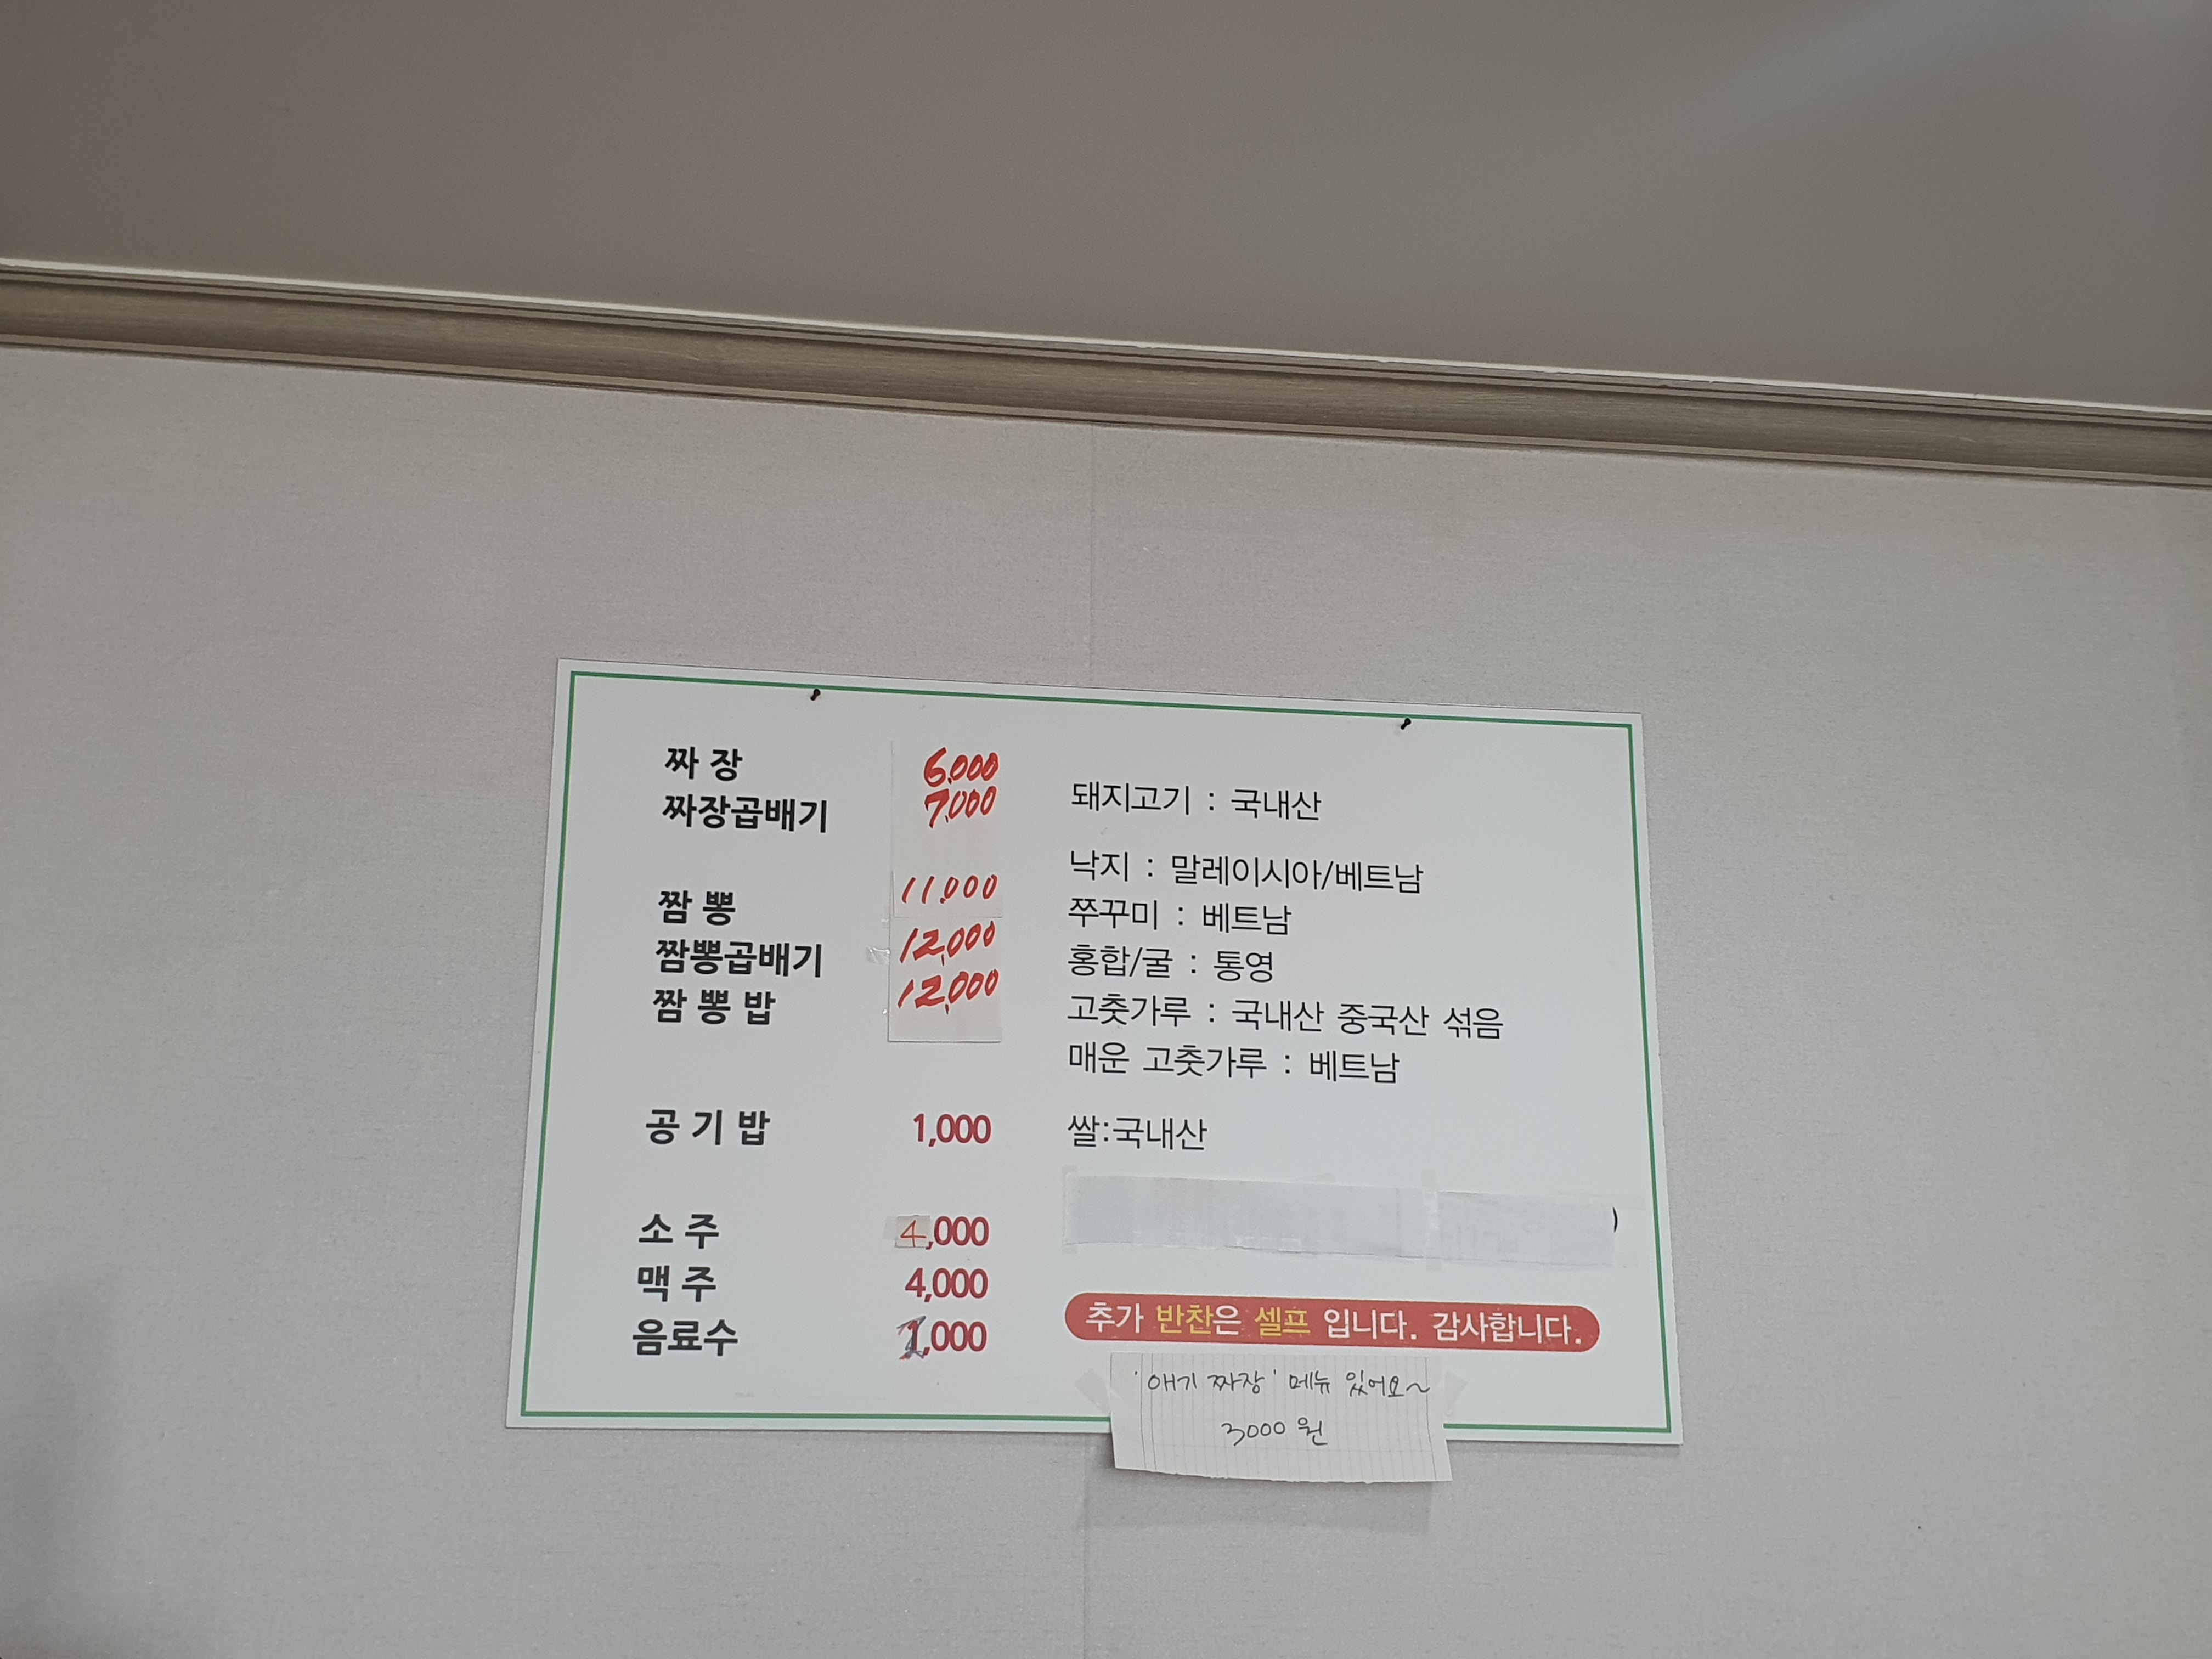 짜 장 6,000
짜장곱배기 7,000
짬 뽕 11,000
짬뽕곱배기 12,000
짬 뽕 밥 12,000
공 기 밥 1,000
소 주 4,000
맥 주 4,000
음료수 2,000
돼지고기 : 국내산
낙지 : 말레이시아/베트남
쭈꾸미 : 베트남
홍합/굴 : 통영
고춧가루 : 국내산 중국산 섞음
매운 고춧가루 : 베트남
쌀:국내산
)
추가 반찬은 셀프 입니다. 감사합니다.
'애기 짜장' 메뉴 있어요~
3000 원